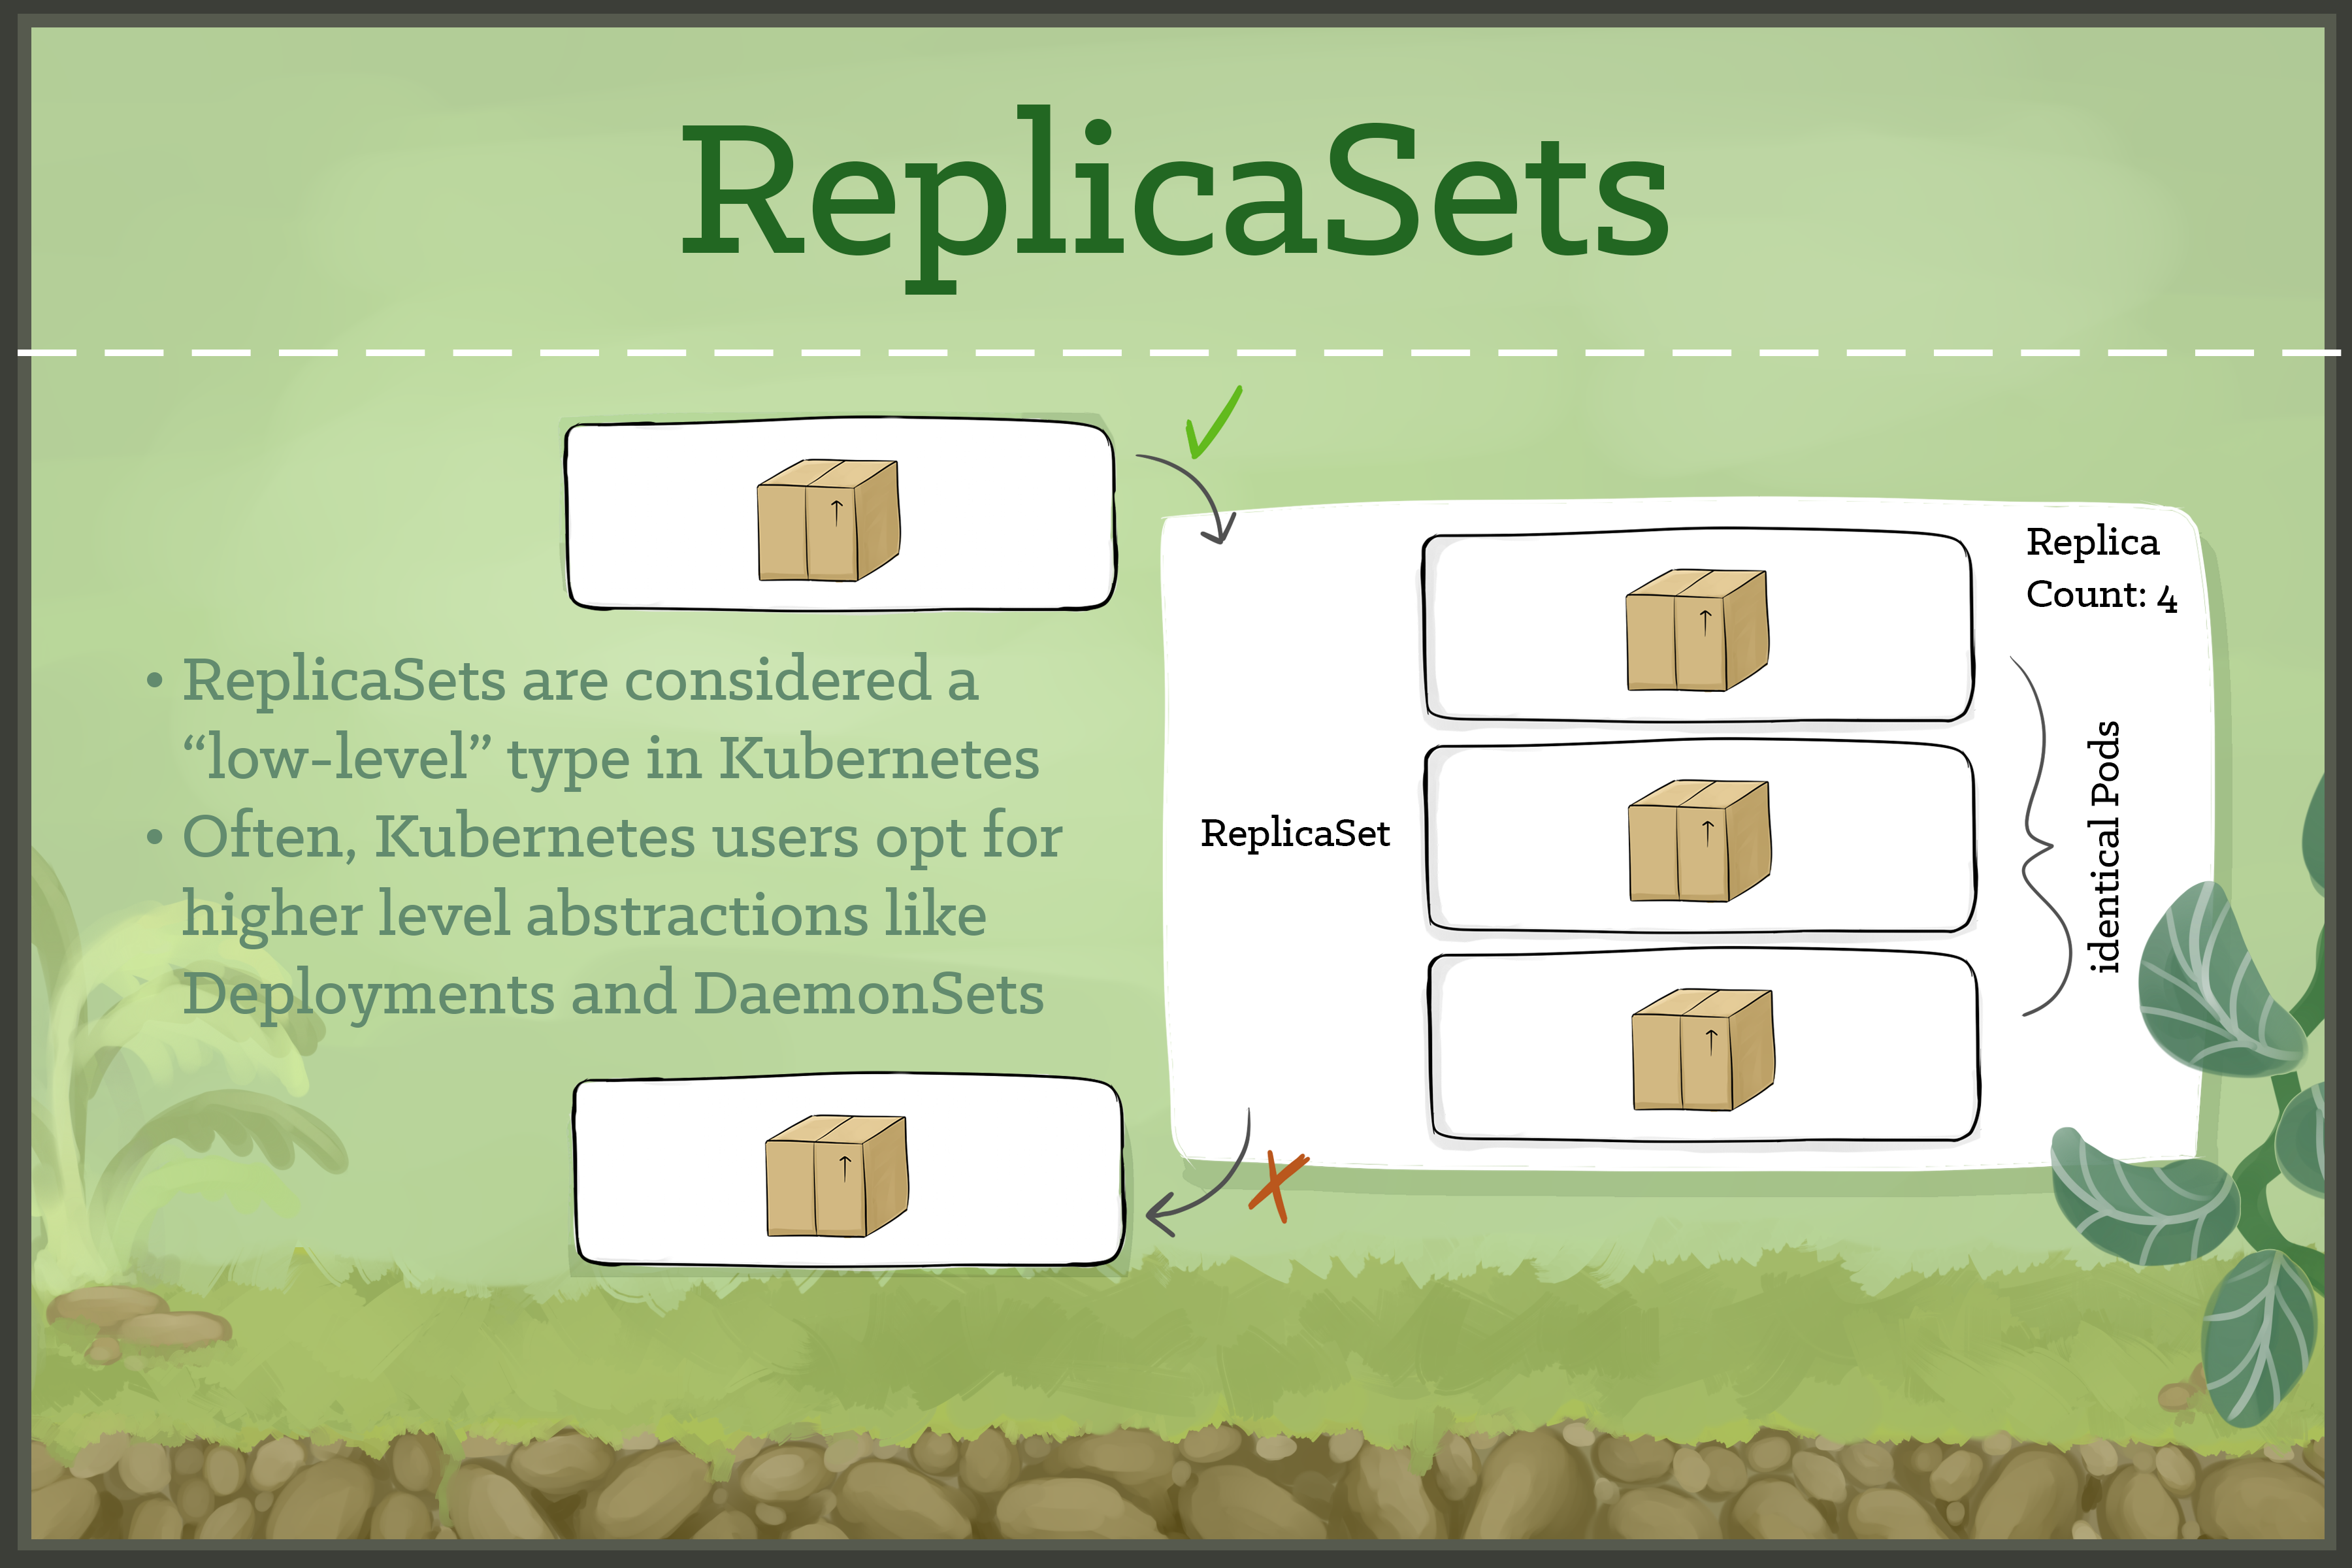 ReplicaSets
• ReplicaSets are considered a
“low-level” type in Kubernetes
• Often, Kubernetes users opt for
higher level abstractions like
Deployments and DaemonSets
ReplicaSet
Replica
Count: 4
identical Pods